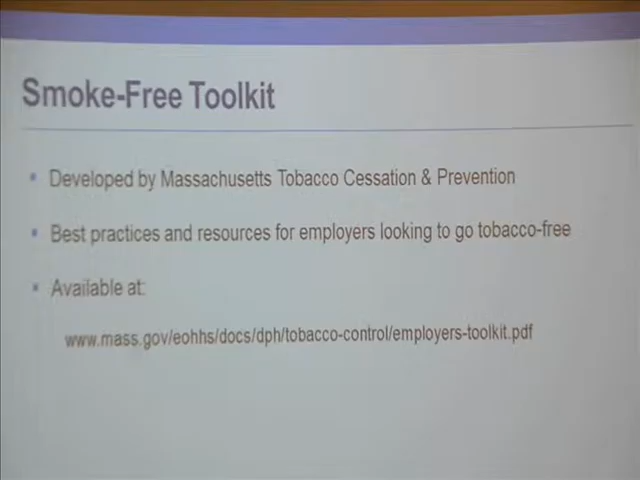 Smoke-Free Toolkit
Developed by Massachusetts Tobacco Cessation & Prevention
Best practices and resources for employers looking to go tobacco-free
Available at:
www.mass.gov/eohhs/docs/dph/tobacco-control/employers-toolkit.pdf